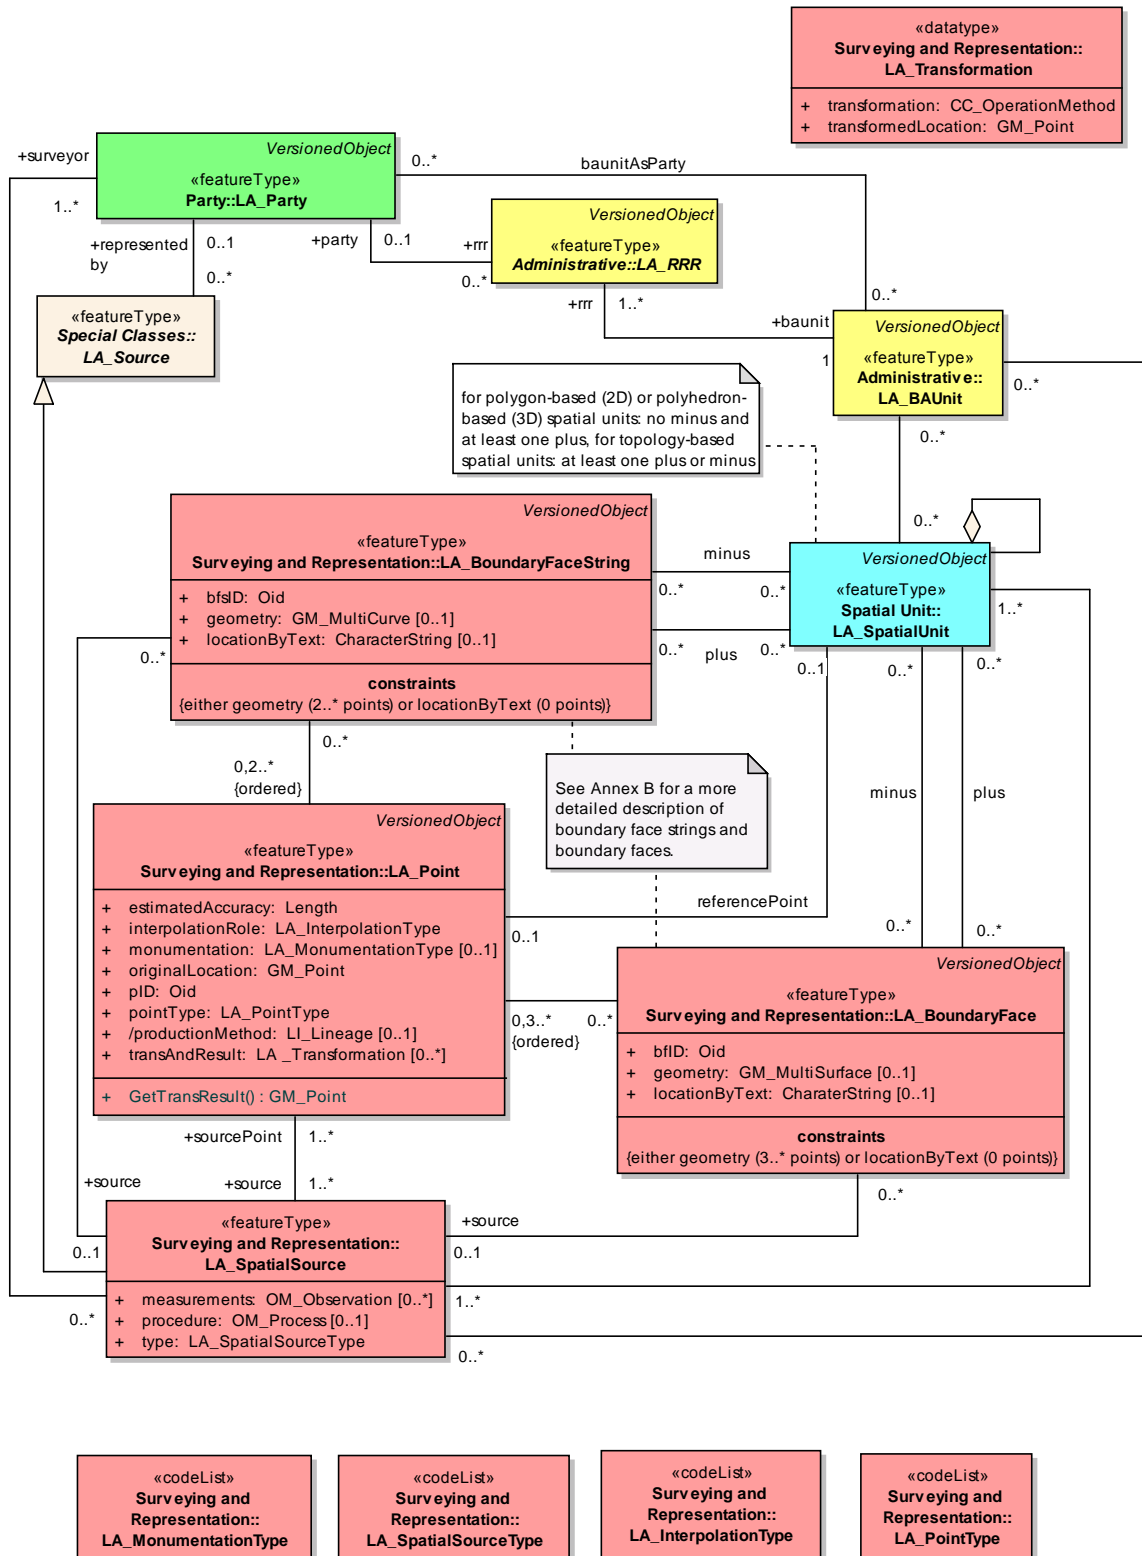 «datatype»
Surveying and Representation::
LA_Transformation
+ transformation: CC_OperationMethod
+ transformedLocation: GM_Point
+surveyor
1..*
VersionedObject
«featureType»
Party::LA_Party
0..*
baunitAsParty
+represented
by
0..1
0..*
+party
0..1
+rrr
0..*
VersionedObject
«featureType»
Administrative::LA_RRR
+rrr
1..*
+baunit
1
0..*
«featureType»
Special Classes::
LA_Source
VersionedObject
«featureType»
Administrative::
LA_BAUnit
0..*
0..*
for polygon-based (2D) or polyhedron-
based (3D) spatial units: no minus and
at least one plus, for topology-based
spatial units: at least one plus or minus
VersionedObject
«featureType»
Surveying and Representation::LA_BoundaryFaceString
+ bfsID: Oid
+ geometry: GM_MultiCurve [0..1]
+ locationByText: CharacterString [0..1]
constraints
{either geometry (2..* points) or locationByText (0 points)}
minus
0..*
0..*
0..*
plus
0..*
0..*
VersionedObject
«featureType»
Spatial Unit::
LA_SpatialUnit
1..*
0..1
0..*
0..*
0..*
0..*
0,2..*
{ordered}
See Annex B for a more
detailed description of
boundary face strings and
boundary faces.
minus
plus
VersionedObject
«featureType»
Surveying and Representation::LA_Point
+ estimatedAccuracy: Length
+ interpolationRole: LA_InterpolationType
+ monumentation: LA_MonumentationType [0..1]
+ originalLocation: GM_Point
+ pID: Oid
+ pointType: LA_PointType
+ /productionMethod: LI_Lineage [0..1]
+ transAndResult: LA _Transformation [0..*]
+ GetTransResult() : GM_Point
referencePoint
0..1
0..*
0..*
0,3..*
{ordered}
0..*
VersionedObject
«featureType»
Surveying and Representation::LA_BoundaryFace
+ bfID: Oid
+ geometry: GM_MultiSurface [0..1]
+ locationByText: CharaterString [0..1]
constraints
{either geometry (3..* points) or locationByText (0 points)}
+sourcePoint
1..*
+source
+source
1..*
0..*
+source
0..1
0..1
«featureType»
Surveying and Representation::
LA_SpatialSource
+ measurements: OM_Observation [0..*]
+ procedure: OM_Process [0..1]
+ type: LA_SpatialSourceType
0..*
1..*
0..*
«codeList»
Surveying and
Representation::
LA_MonumentationType
«codeList»
Surveying and
Representation::
LA_SpatialSourceType
«codeList»
Surveying and
Representation::
LA_InterpolationType
«codeList»
Surveying and
Representation::
LA_PointType